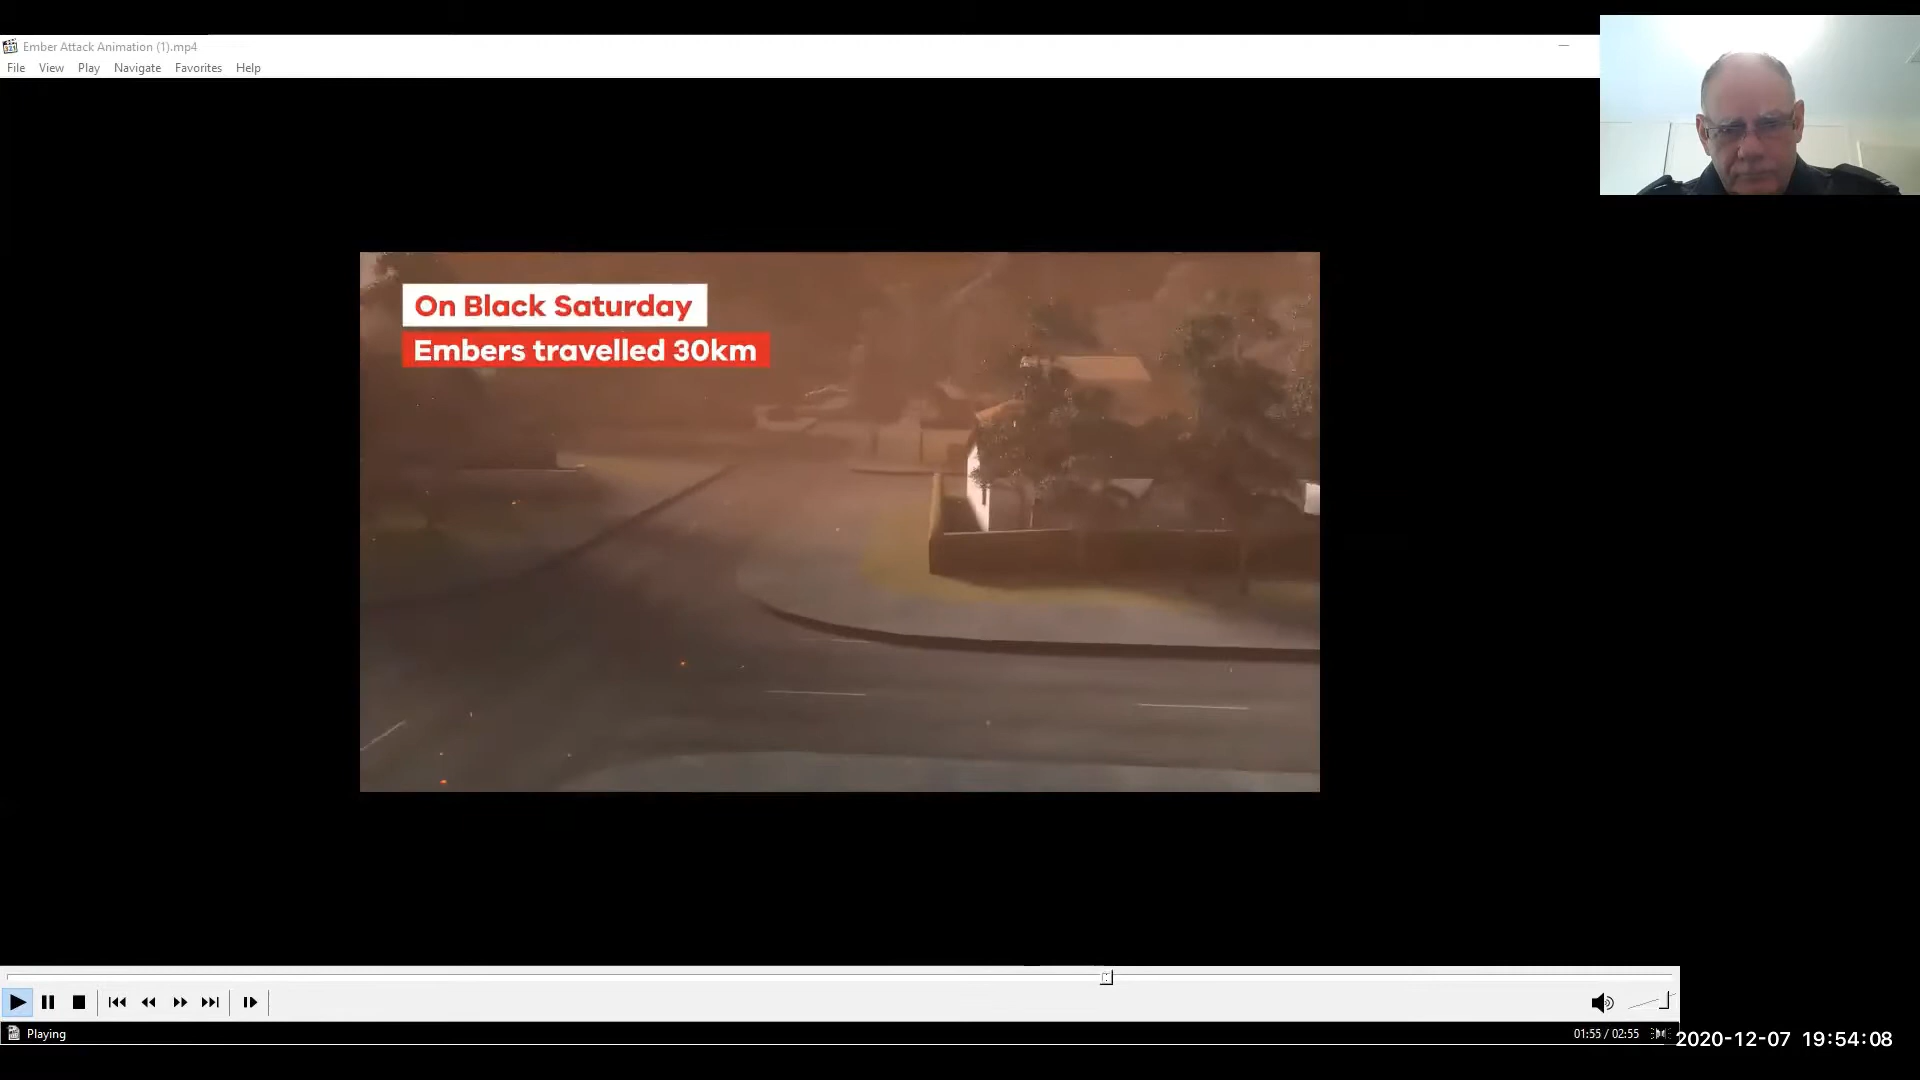 Ember Attack Animation (1).mp4
File View Play Navigate Favorites Help
On Black Saturday
Embers travelled 30km
Playing
01:55 / 02:55
2020-12-07 19:54:08